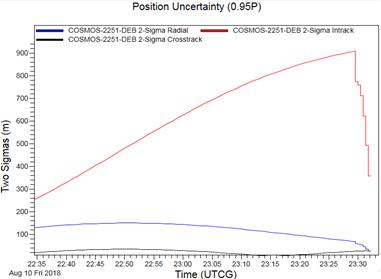 Position Uncertainty (0.95P)
COSMOS-2251-DEB 2-Sigma Radial
COSMOS-2251-DEB 2-Sigma Intrack
COSMOS-2251-DEB 2-Sigma Crosstrack
Two Sigmas (m)
900
800
700
600
500
400
300
200
100
22:35 22:40 22:45 22:50 22:55 23:00 23:05 23:10 23:15 23:20 23:25 23:30
Aug 10 Fri 2018
Time (UTCG)